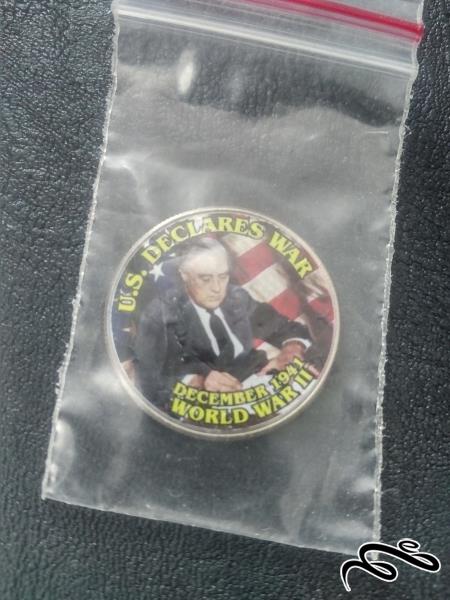 U.S. DECLARES WAR
DECEMBER 1941
WORLD WAR II